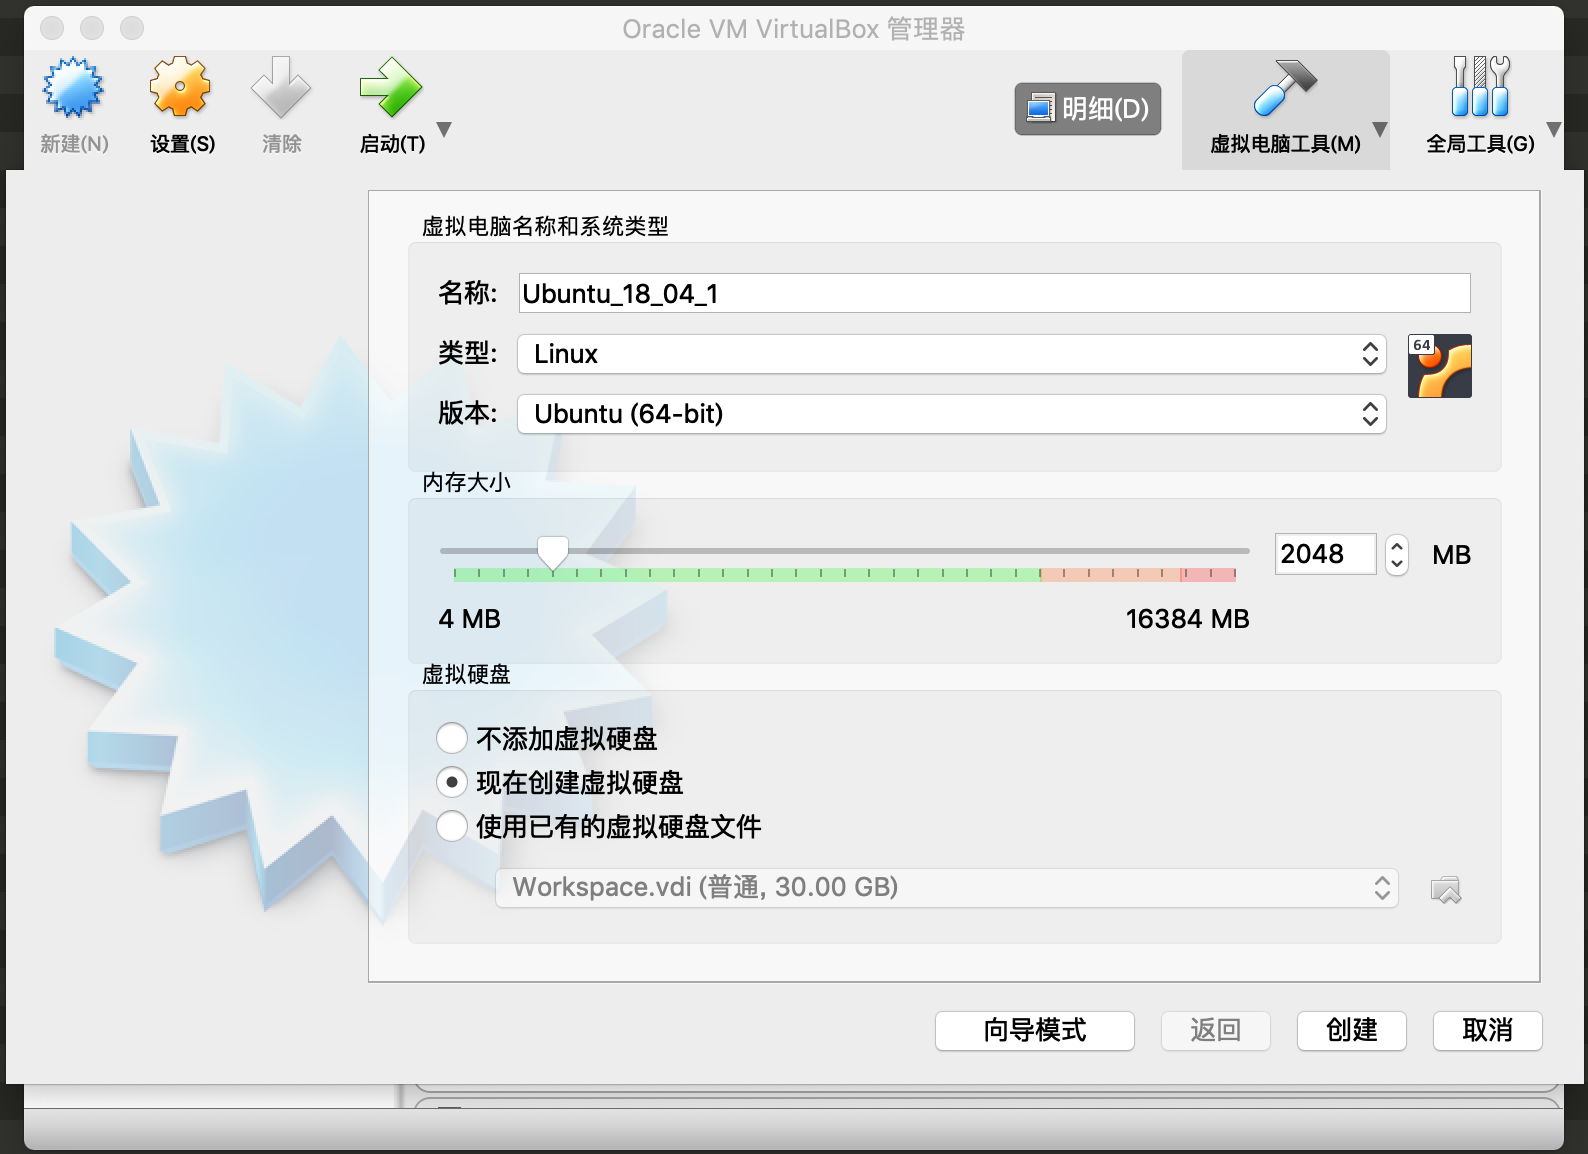 Oracle VM VirtualBox 管理器
新建(N) 设置(S) 清除 启动(T) 明细(D) 虚拟电脑工具(M) 全局工具(G)
虚拟电脑名称和系统类型
名称: Ubuntu_18_04_1
类型: Linux
64
版本: Ubuntu (64-bit)
内存大小
2048 MB
4 MB 16384 MB
虚拟硬盘
不添加虚拟硬盘
现在创建虚拟硬盘
使用已有的虚拟硬盘文件
Workspace.vdi (普通, 30.00 GB)
向导模式 返回 创建 取消